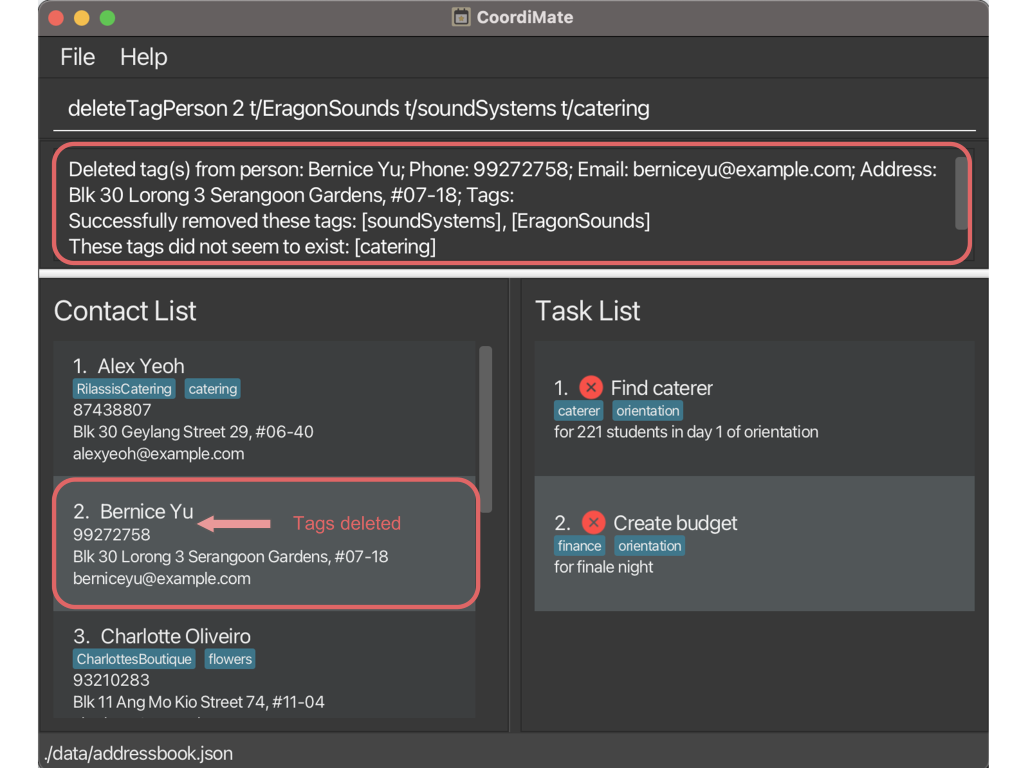 CoordiMate
File Help
deleteTagPerson 2 t/EragonSounds t/soundSystems t/catering
Deleted tag(s) from person: Bernice Yu; Phone: 99272758; Email: berniceyu@example.com; Address:
Blk 30 Lorong 3 Serangoon Gardens, #07-18; Tags:
Successfully removed these tags: [soundSystems], [EragonSounds]
These tags did not seem to exist: [catering]
Contact List
1. Alex Yeoh
RilassisCatering catering
87438807
Blk 30 Geylang Street 29, #06-40
alexyeoh@example.com
2. Bernice Yu
Tags deleted
99272758
Blk 30 Lorong 3 Serangoon Gardens, #07-18
berniceyu@example.com
3. Charlotte Oliveiro
CharlottesBoutique flowers
93210283
Blk 11 Ang Mo Kio Street 74, #11-04
Task List
1. Find caterer
caterer orientation
for 221 students in day 1 of orientation
2. Create budget
finance orientation
for finale night
./data/addressbook.json